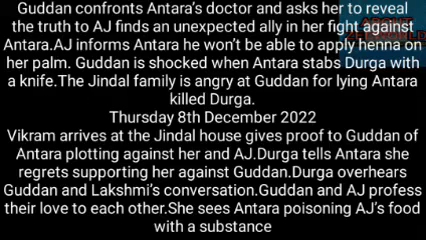 Guddan confronts Antara's doctor and asks her to reveal
the truth to AJ finds an unexpected ally in her fight against
Antara.AJ informs Antara he won't be able to apply henna on
her palm. Guddan is shocked when Antara stabs Durga with
a knife.The Jindal family is angry at Guddan for lying Antara
killed Durga.
Thursday 8th December 2022
Vikram arrives at the Jindal house gives proof to Guddan of
Antara plotting against her and AJ.Durga tells Antara she
regrets supporting her against Guddan.Durga overhears
Guddan and Lakshmi's conversation.Guddan and AJ profess
their love to each other.She sees Antara poisoning AJ's food
with a substance